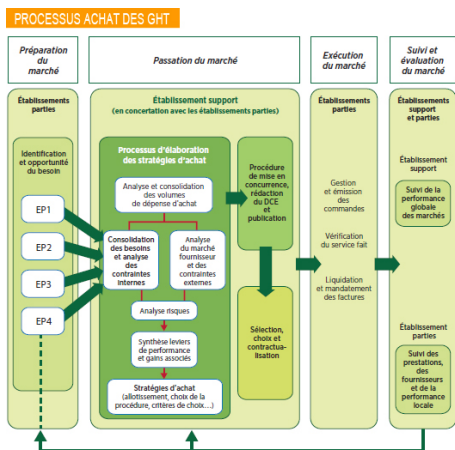 PROCESSUS ACHAT DES GHT
Préparation
du
marché
Passation du marché
Exécution
du marché
Suivi et
évaluation
du marché
Établissements
parties
Identification
et opportunité
du besoin
EP1
EP2
EP3
EP4
Établissement support
(en concertation avec les établissements parties)
Processus d'élaboration
des stratégies d'achat
Analyse et consolidation
des volumes
de dépense d'achat
Consolidation
des besoins
et analyse
des
contraintes
internes
Analyse
du marché
fournisseur
et des
contraintes
externes
Analyse risques
Synthèse leviers
de performance
et gains associés
Stratégies d'achat
(allotissement, choix de la
procédure, critères de choix...)
Procédure
de mise en
concurrence,
rédaction
du DCE
et
publication
Sélection,
choix et
contractua-
lisation
Établissements
parties
Gestion
et émission
des
commandes
Vérification
du service fait
Liquidation
et mandatement
des factures
Établissements
support
et parties
Établissement
support
Suivi de la
performance
globale
des marchés
Établissements
parties
Suivi des
prestations,
des
fournisseurs
et de la
performance
locale